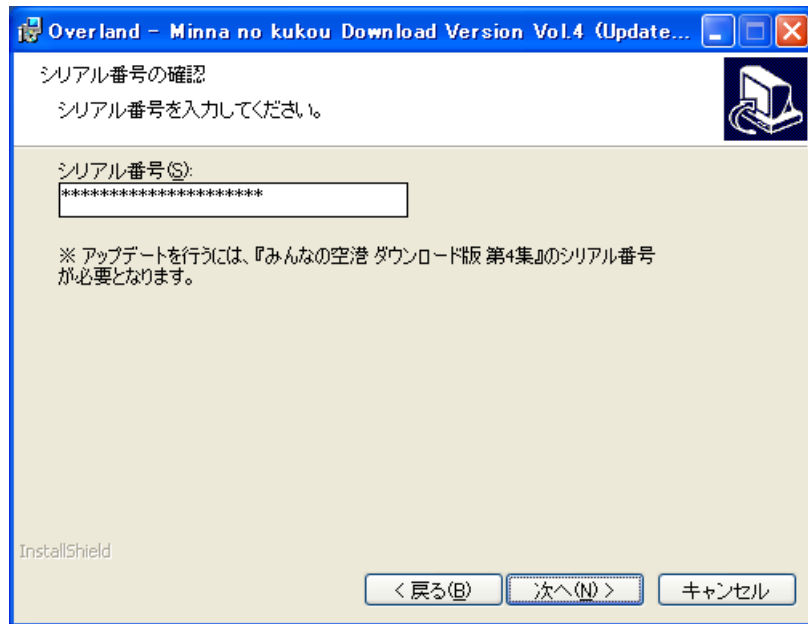 Overland - Minna no kukou Download Version Vol.4 (Update...
シリアル番号の確認
シリアル番号を入力してください。
シリアル番号(S):
*********************
※ アップデートを行うには、『みんなの空港 ダウンロード版 第4集』のシリアル番号
が必要となります。
InstallShield
< 戻る(B)
次へ(N) >
キャンセル